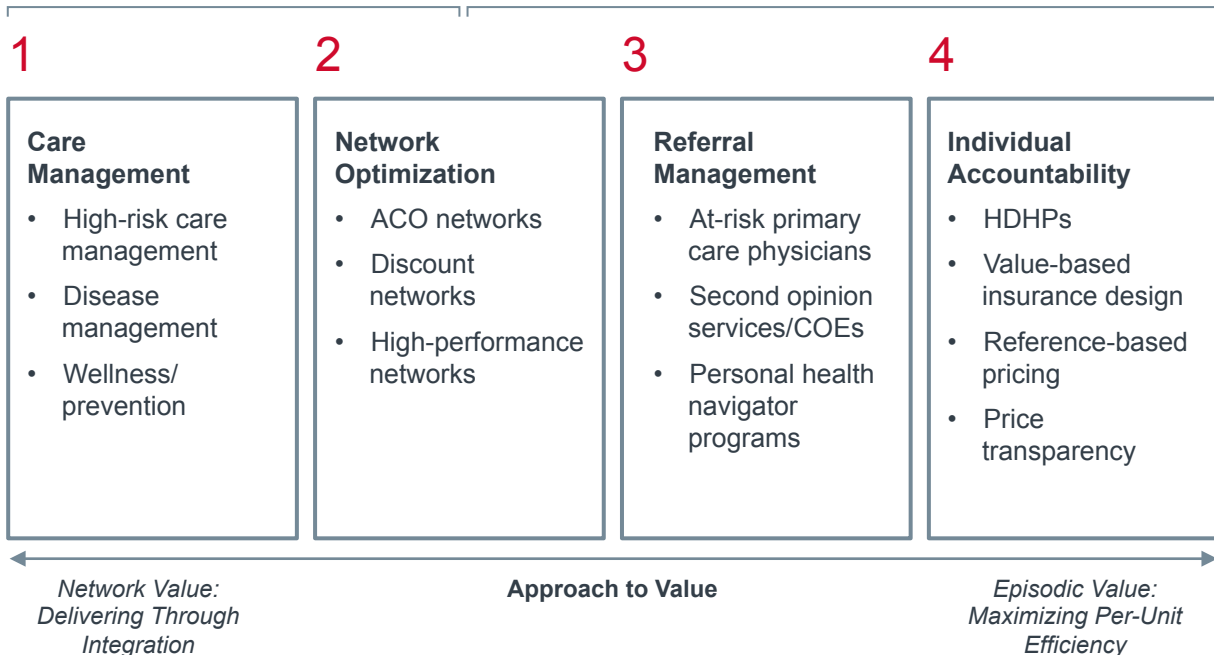 1
2
3
4
Care
Management
• High-risk care
management
• Disease
management
• Wellness/
prevention
Network
Optimization
• ACO networks
• Discount
networks
• High-performance
networks
Referral
Management
• At-risk primary
care physicians
• Second opinion
services/COEs
• Personal health
navigator
programs
Individual
Accountability
• HDHPs
• Value-based
insurance design
• Reference-based
pricing
• Price
transparency
Network Value:
Delivering Through
Integration
Approach to Value
Episodic Value:
Maximizing Per-Unit
Efficiency